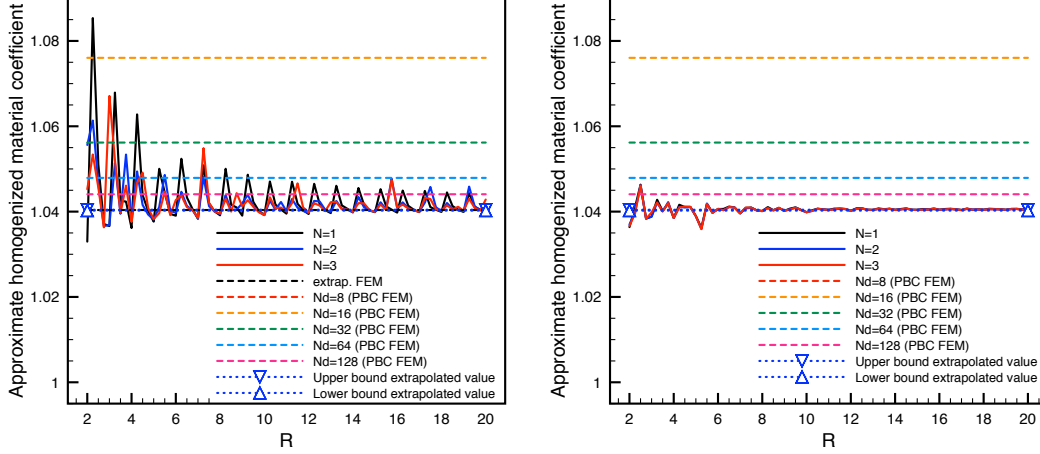 Approximate homogenized material coefficient
1.08
1.06
1.04
1.02
1
N=1
N=2
N=3
extrap. FEM
Nd=8 (PBC FEM)
Nd=16 (PBC FEM)
Nd=32 (PBC FEM)
Nd=64 (PBC FEM)
Nd=128 (PBC FEM)
Upper bound extrapolated value
Lower bound extrapolated value
2 4 6 8 10 12 14 16 18 20
R
Approximate homogenized material coefficient
1.08
1.06
1.04
1.02
1
N=1
N=2
N=3
Nd=8 (PBC FEM)
Nd=16 (PBC FEM)
Nd=32 (PBC FEM)
Nd=64 (PBC FEM)
Nd=128 (PBC FEM)
Upper bound extrapolated value
Lower bound extrapolated value
2 4 6 8 10 12 14 16 18 20
R